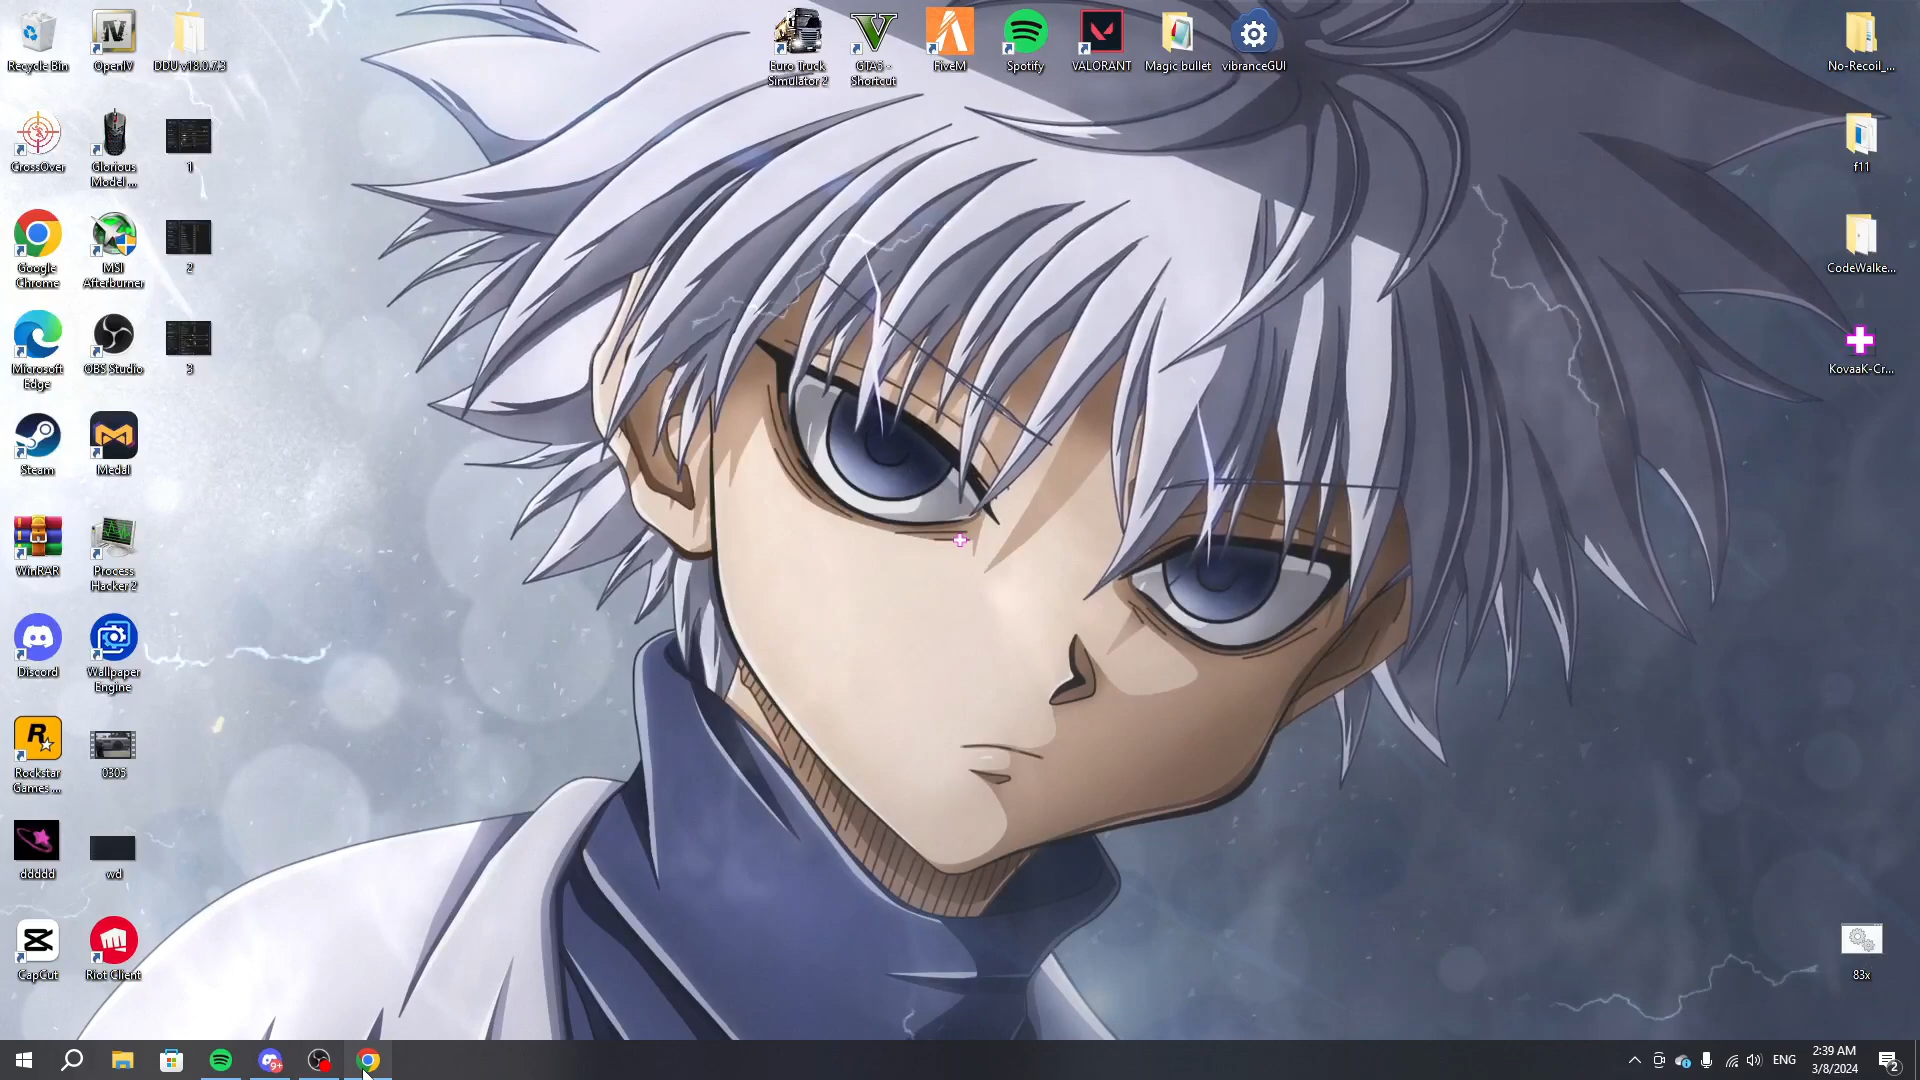 Recycle Bin
OpenIV
DDU v18.0.7.3
Euro Truck
Simulator 2
GTA5 -
Shortcut
FiveM
Spotify
VALORANT
Magic bullet
vibranceGUI
No-Recoil_...
CrossOver
Glorious
Model ...
1
f11
Google
Chrome
MSI
Afterburner
2
CodeWalke...
Microsoft
Edge
OBS Studio
3
KovaaK-Cr...
Steam
Medal
WinRAR
Process
Hacker 2
Discord
Wallpaper
Engine
Rockstar
Games ...
0305
ddddd
wd
CapCut
Riot Client
83x
9+
ENG
2:39 AM
3/8/2024
2